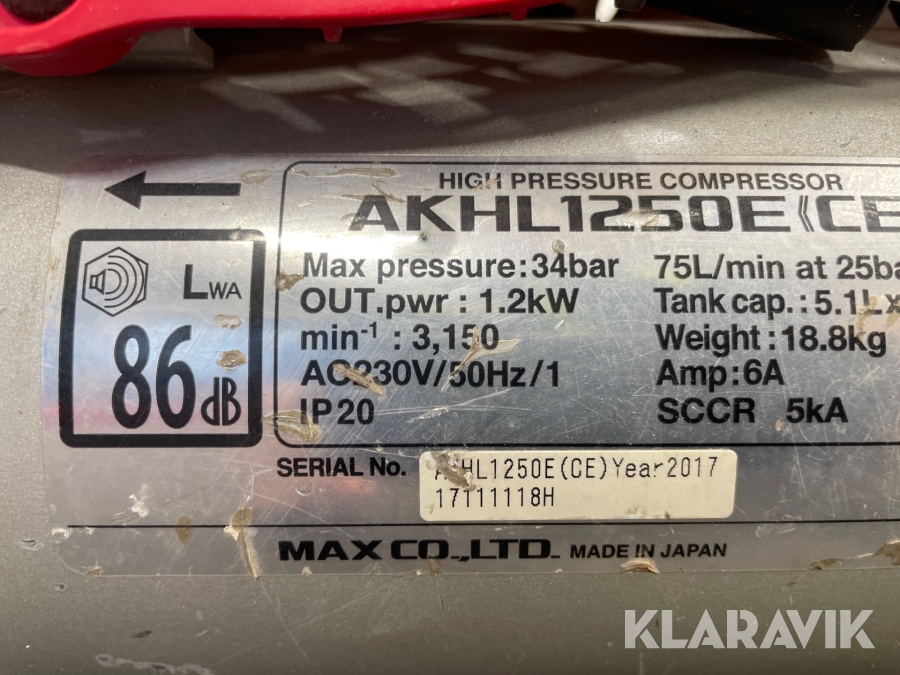 HIGH PRESSURE COMPRESSOR
AKHL1250E《CE
Max pressure:34bar 75L/min at 25ba
OUT.pwr : 1.2kW Tank cap.:5.1Lx
min-1 : 3,150 Weight:18.8kg
AC230V/50Hz/1 Amp:6A
IP20 SCCR 5kA
LWA
86dB
SERIAL No. AKHL1250E(CE)Year2017
17111118H
MAX CO.,LTD. MADE IN JAPAN
KLARAVIK